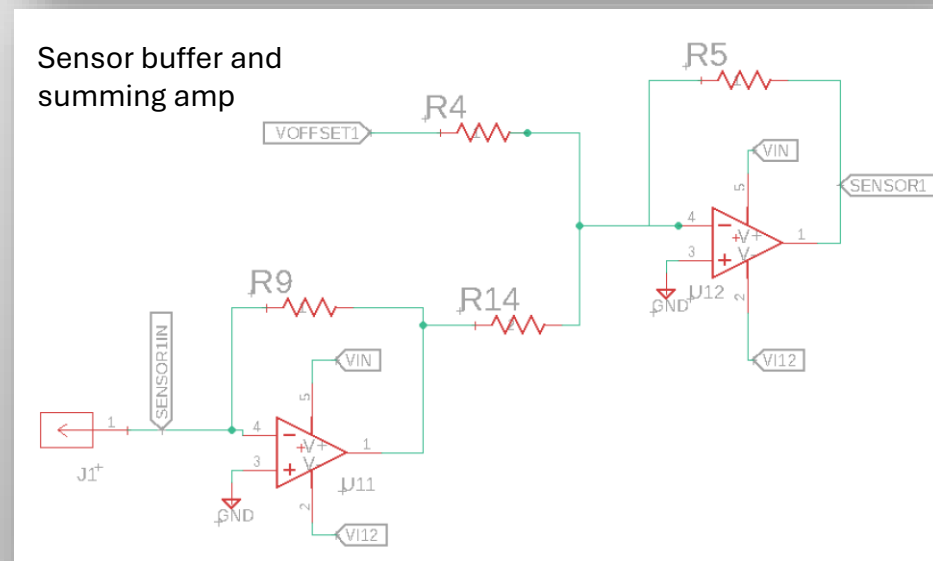 Sensor buffer and
summing amp
R5
R4
VOFFSET1
VIN
5
SENSOR1
4
V+
1
3
V-
2
GND
U12
VI12
R9
R14
SENSOR1IN
VIN
5
1
J1
4
V+
1
3
V-
2
GND
U11
VI12